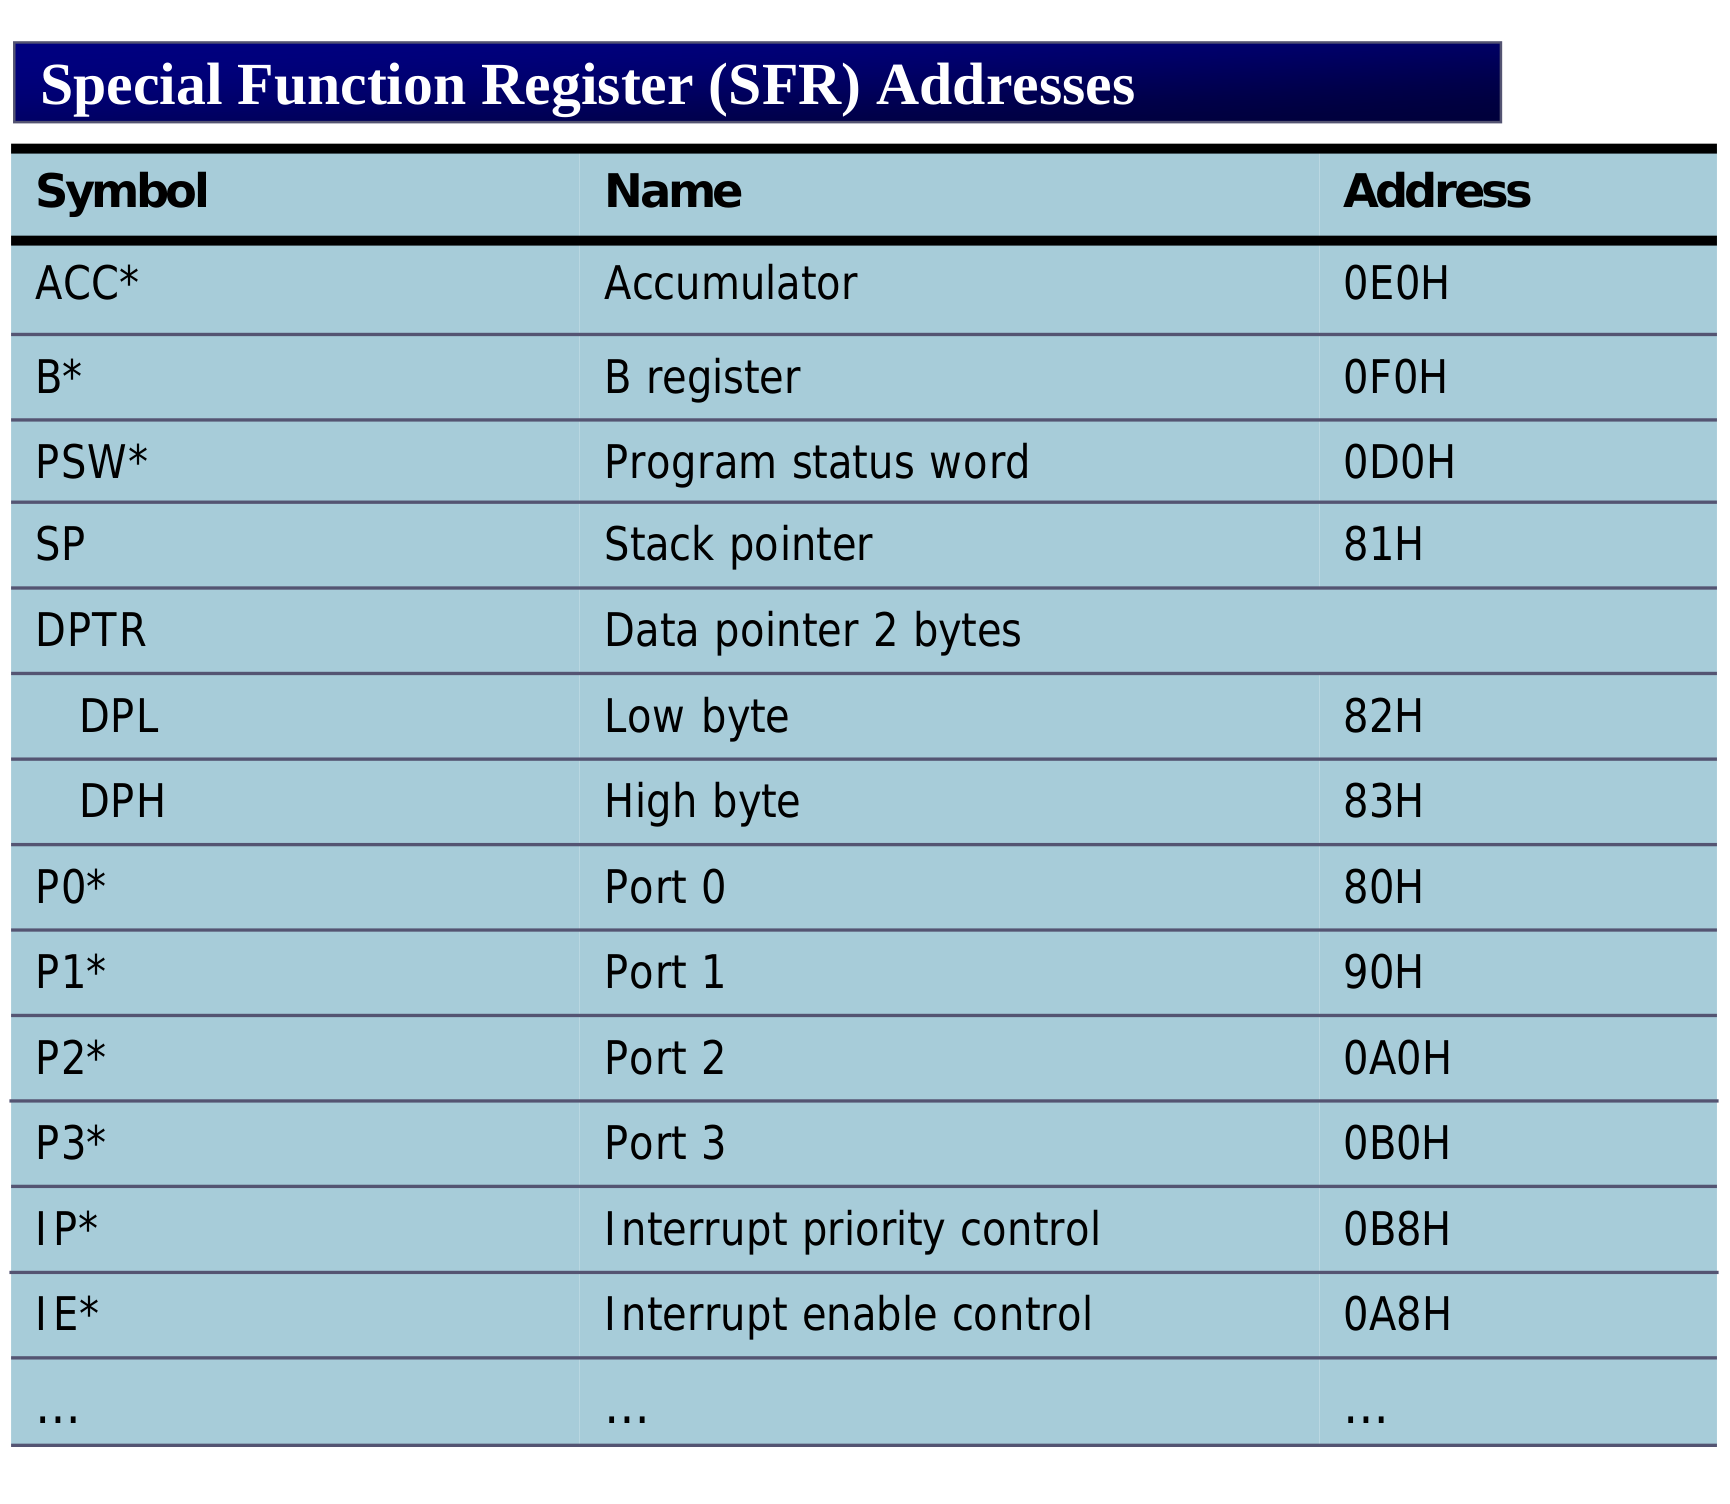 Special Function Register (SFR) Addresses
Symbol Name Address
ACC* Accumulator 0E0H
B* B register 0F0H
PSW* Program status word 0D0H
SP Stack pointer 81H
DPTR Data pointer 2 bytes
DPL Low byte 82H
DPH High byte 83H
P0* Port 0 80H
P1* Port 1 90H
P2* Port 2 0A0H
P3* Port 3 0B0H
IP* Interrupt priority control 0B8H
IE* Interrupt enable control 0A8H
… … …